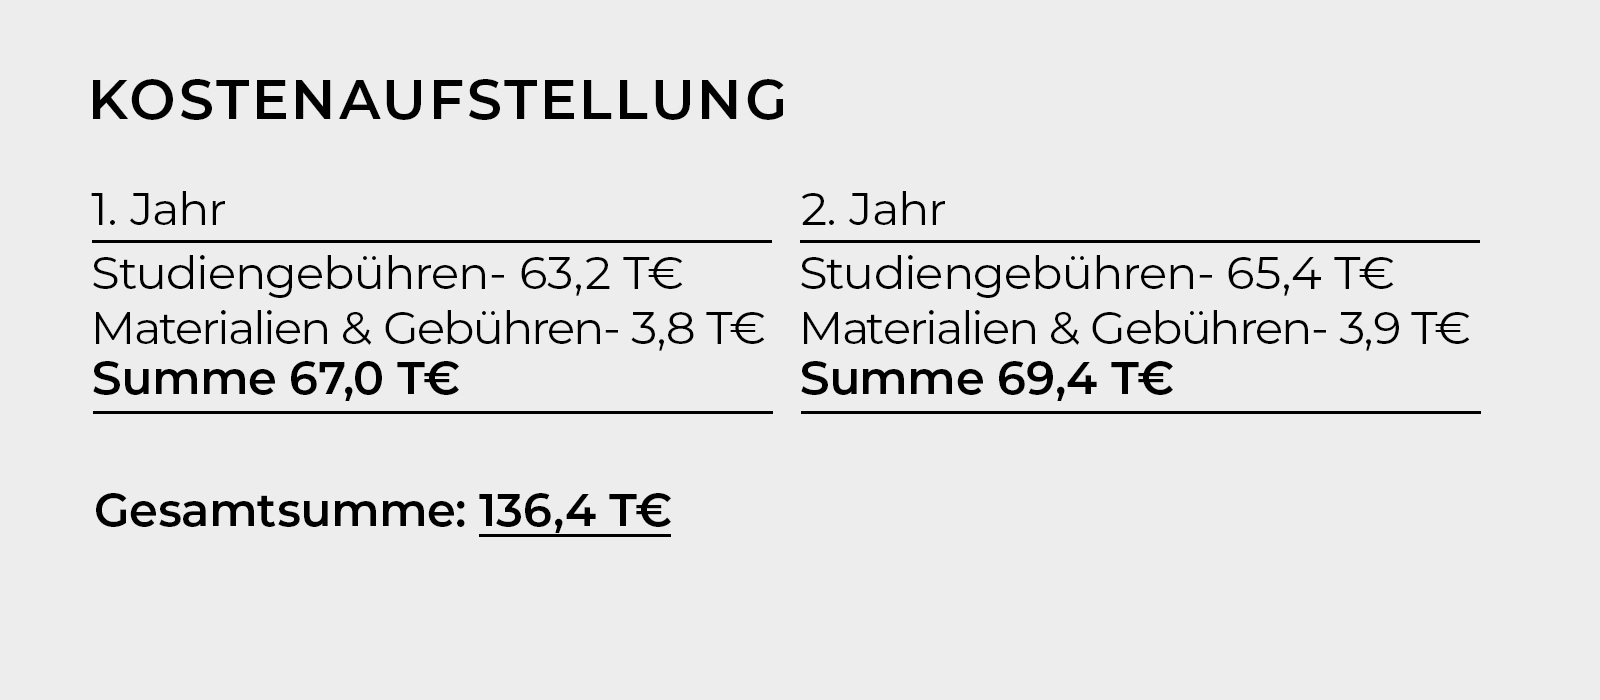 KOSTENAUFSTELLUNG
1. Jahr
Studiengebühren- 63,2 T€
Materialien & Gebühren- 3,8 T€
Summe 67,0 T€
2. Jahr
Studiengebühren- 65,4 T€
Materialien & Gebühren- 3,9 T€
Summe 69,4 T€
Gesamtsumme: 136,4 T€